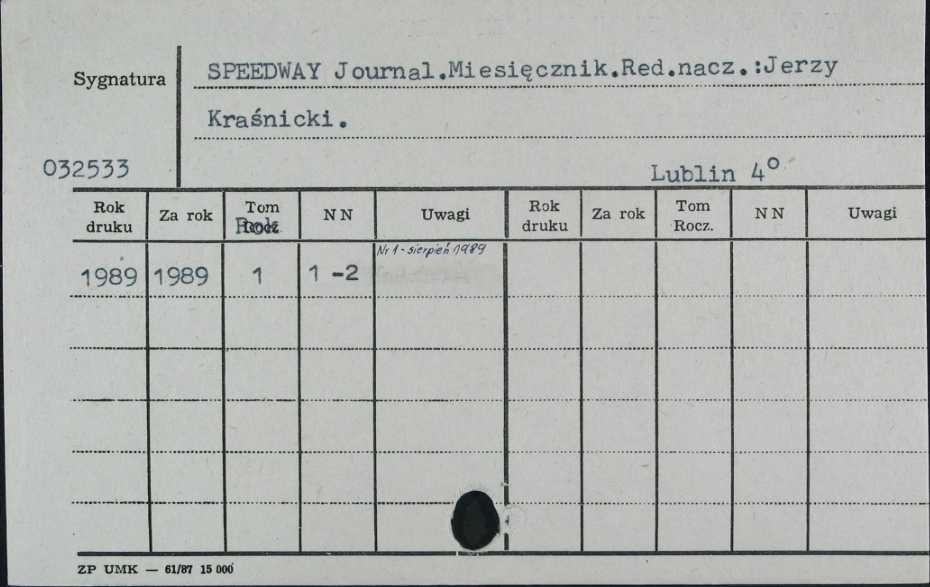 Sygnatura
SPEEDWAY Journal.Miesięcznik.Red.nacz.:Jerzy
Kraśnicki.
032533
Lublin 4°
Rok druku Za rok Tom NN Uwagi Rok druku Za rok Tom Rocz. NN Uwagi
Nr 1 - sierpień 1989
1989 1989 1 1 -2
ZP UMK — 61/87 15 000